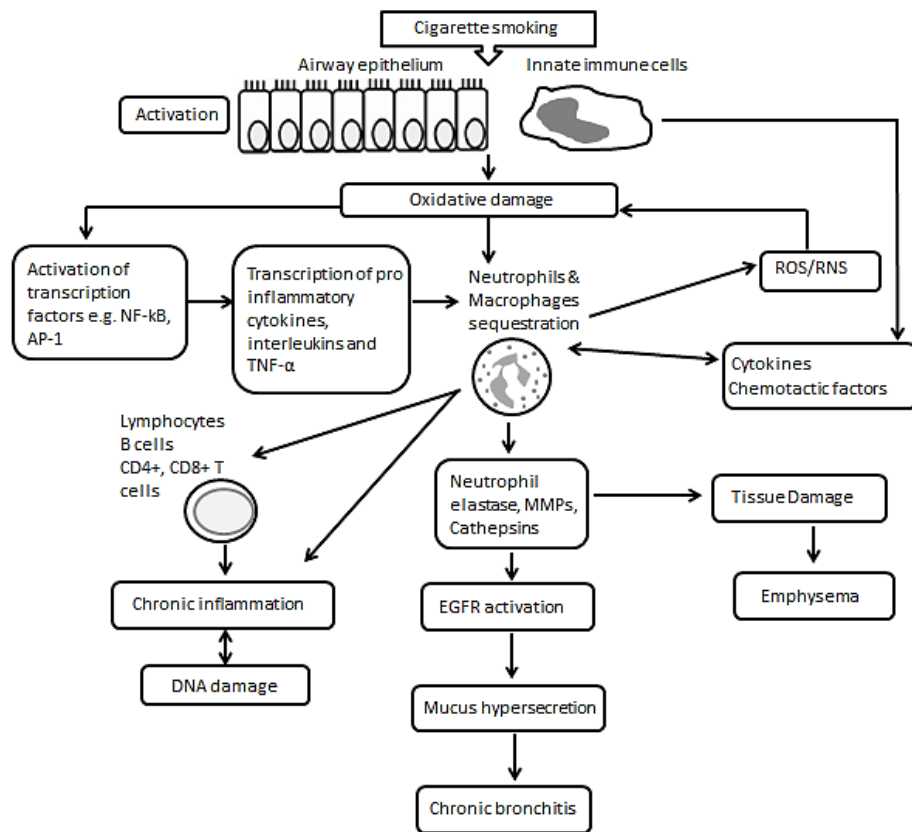 Cigarette smoking
Airway epithelium
Innate immune cells
Activation
Oxidative damage
Activation of
transcription
factors e.g. NF-kB,
AP-1
Transcription of pro
inflammatory
cytokines,
interleukins and
TNF-α
Neutrophils &
Macrophages
sequestration
ROS/RNS
Cytokines
Chemotactic factors
Lymphocytes
B cells
CD4+, CD8+ T
cells
Neutrophil
elastase, MMPs,
Cathepsins
Tissue Damage
Emphysema
Chronic inflammation
EGFR activation
DNA damage
Mucus hypersecretion
Chronic bronchitis